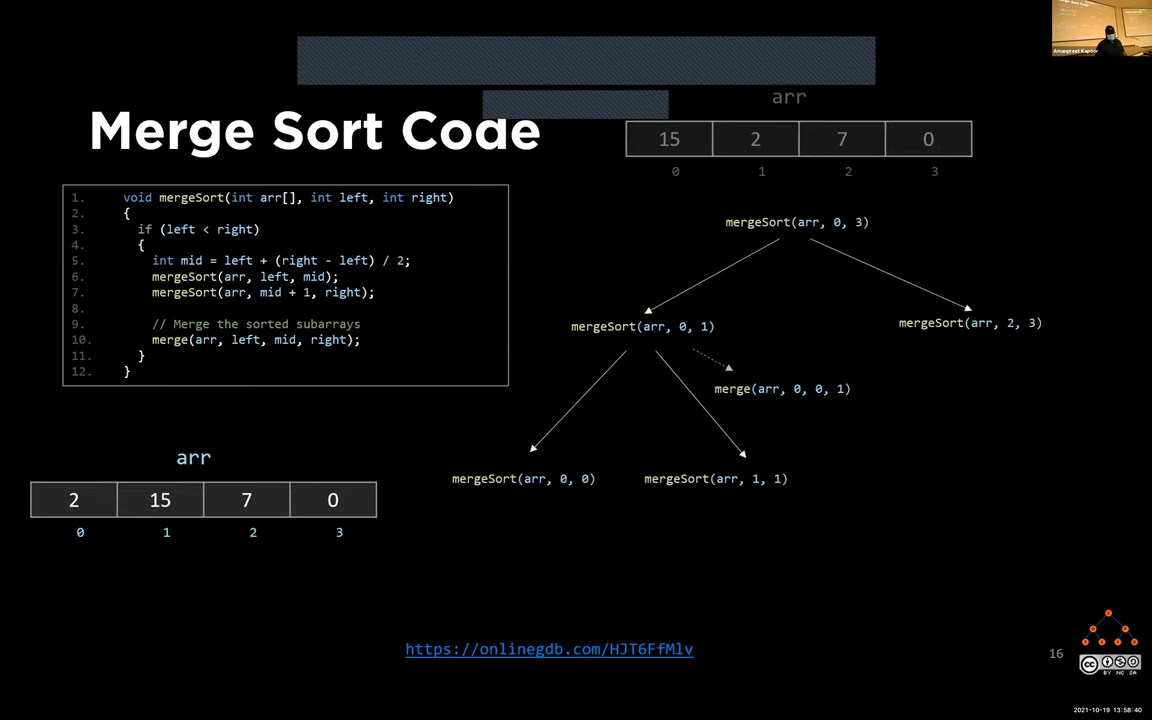 Merge Sort Code
Amanpreet Kapoor
arr
15 2 7 0
0 1 2 3
1. void mergeSort(int arr[], int left, int right)
2. {
3. if (left < right)
4. {
5. int mid = left + (right - left) / 2;
6. mergeSort(arr, left, mid);
7. mergeSort(arr, mid + 1, right);
8.
9. // Merge the sorted subarrays
10. merge(arr, left, mid, right);
11. }
12. }
mergeSort(arr, 0, 3)
mergeSort(arr, 0, 1)
mergeSort(arr, 2, 3)
merge(arr, 0, 0, 1)
mergeSort(arr, 0, 0)
mergeSort(arr, 1, 1)
arr
2 15 7 0
0 1 2 3
https://onlinegdb.com/HJT6FfMlv
16
CC BY NC SA
2021-10-19 13:58:40